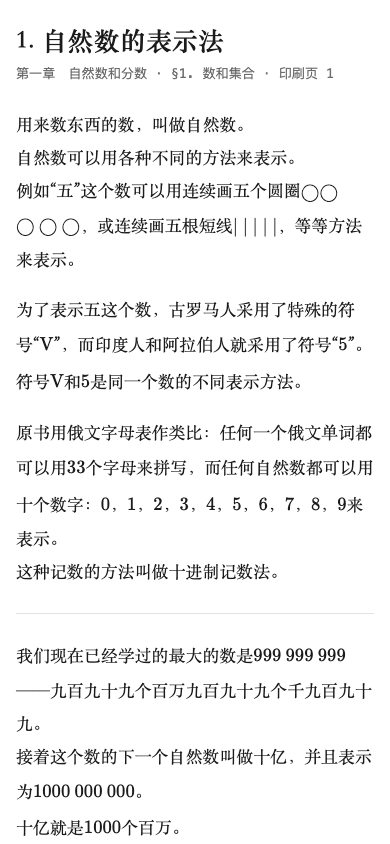 1. 自然数的表示法
第一章 自然数和分数 · §1. 数和集合 · 印刷页 1
用来数东西的数，叫做自然数。
自然数可以用各种不同的方法来表示。
例如“五”这个数可以用连续画五个圆圈◯◯
◯ ◯ ◯，或连续画五根短线| | | | |，等等方法
来表示。
为了表示五这个数，古罗马人采用了特殊的符
号“V”，而印度人和阿拉伯人就采用了符号“5”。
符号V和5是同一个数的不同表示方法。
原书用俄文字母表作类比：任何一个俄文单词都
可以用33个字母来拼写，而任何自然数都可以用
十个数字：0，1，2，3，4，5，6，7，8，9来
表示。
这种记数的方法叫做十进制记数法。
我们现在已经学过的最大的数是999 999 999
——九百九十九个百万九百九十九个千九百九十
九。
接着这个数的下一个自然数叫做十亿，并且表示
为1000 000 000。
十亿就是1000个百万。